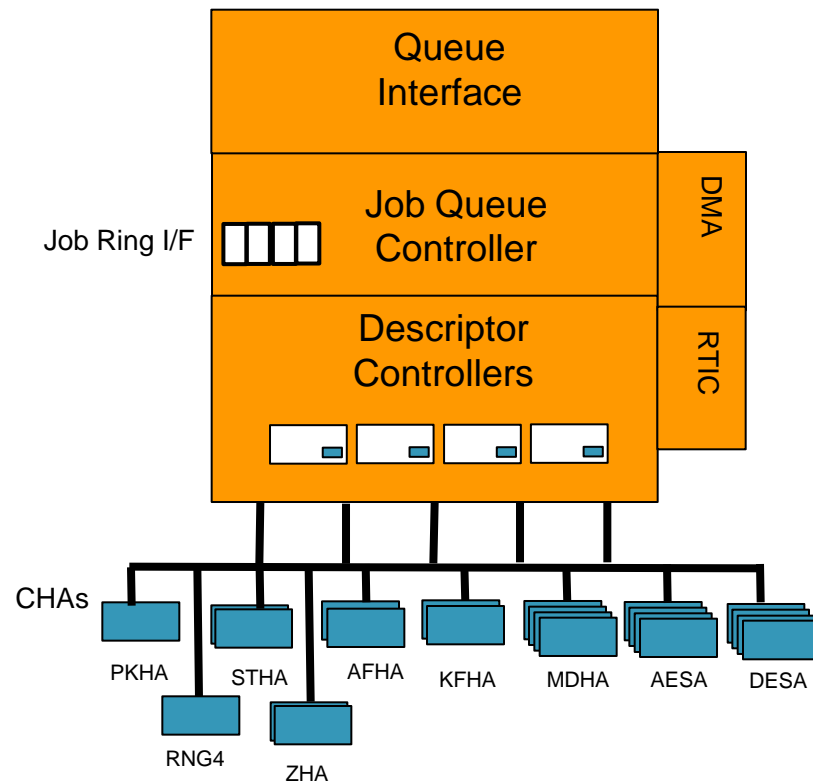 Queue
Interface
Job Queue
Controller
DMA
Job Ring I/F
Descriptor
Controllers
RTIC
CHAs
PKHA
STHA
AFHA
KFHA
MDHA
AESA
DESA
RNG4
ZHA